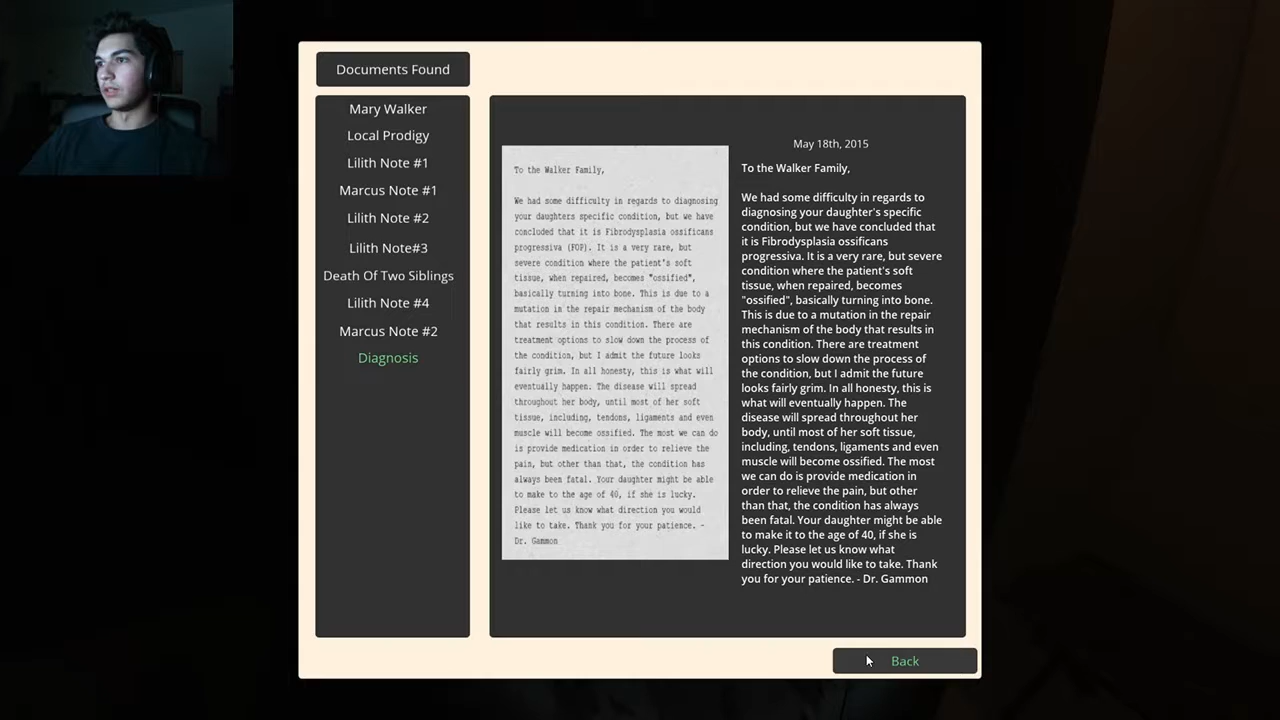 Documents Found
Mary Walker
Local Prodigy
Lilith Note #1
Marcus Note #1
Lilith Note #2
Lilith Note#3
Death Of Two Siblings
Lilith Note #4
Marcus Note #2
Diagnosis
To the Walker Family,
We had some difficulty in regards to diagnosing
your daughters specific condition, but we have
concluded that it is Fibrodysplasia ossificans
progressiva (FOP). It is a very rare, but
severe condition where the patient's soft
tissue, when repaired, becomes "ossified",
basically turning into bone. This is due to a
mutation in the repair mechanism of the body
that results in this condition. There are
treatment options to slow down the process of
the condition, but I admit the future looks
fairly grim. In all honesty, this is what will
eventually happen. The disease will spread
throughout her body, until most of her soft
tissue, including, tendons, ligaments and even
muscle will become ossified. The most we can do
is provide medication in order to relieve the
pain, but other than that, the condition has
always been fatal. Your daughter might be able
to make to the age of 40, if she is lucky.
Please let us know what direction you would
like to take. Thank you for your patience. -
Dr. Gammon
May 18th, 2015
To the Walker Family,
We had some difficulty in regards to
diagnosing your daughter's specific
condition, but we have concluded that
it is Fibrodysplasia ossificans
progressiva. It is a very rare, but severe
condition where the patient's soft
tissue, when repaired, becomes
"ossified", basically turning into bone.
This is due to a mutation in the repair
mechanism of the body that results in
this condition. There are treatment
options to slow down the process of
the condition, but I admit the future
looks fairly grim. In all honesty, this is
what will eventually happen. The
disease will spread throughout her
body, until most of her soft tissue,
including, tendons, ligaments and even
muscle will become ossified. The most
we can do is provide medication in
order to relieve the pain, but other
than that, the condition has always
been fatal. Your daughter might be able
to make it to the age of 40, if she is
lucky. Please let us know what
direction you would like to take. Thank
you for your patience. - Dr. Gammon
Back